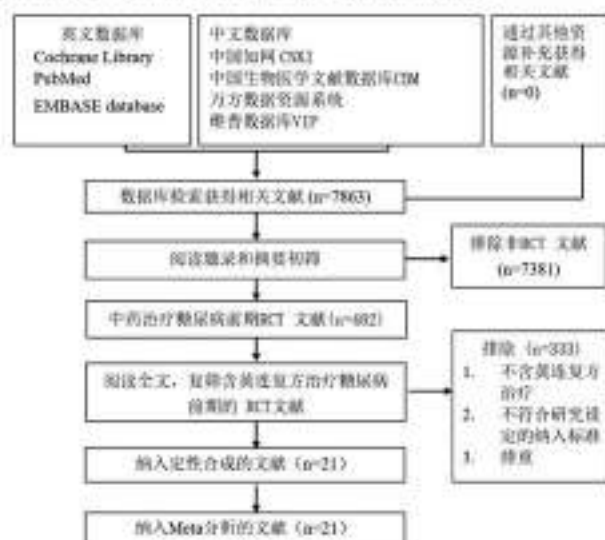 英文数据库
Cochrane Library
PubMed
EMBASE database
中文数据库
中国知网 CNKI
中国生物医学文献数据库CBM
万方数据资源系统
维普数据库VIP
通过其他资
源补充获得
相关文献
(n=0)
数据库检索获得相关文献 (n=7863)
阅读题录和摘要初筛
排除非RCT 文献
(n=7381)
中药治疗糖尿病前期RCT 文献(n=482)
阅读全文，复筛含黄连复方治疗糖尿病
前期的 RCT文献
排除 (n=333)
1. 不含黄连复方
治疗
2. 不符合研究设
定的纳入标准
3. 排重
纳入定性合成的文献（n=21）
纳入Meta分析的文献（n=21）